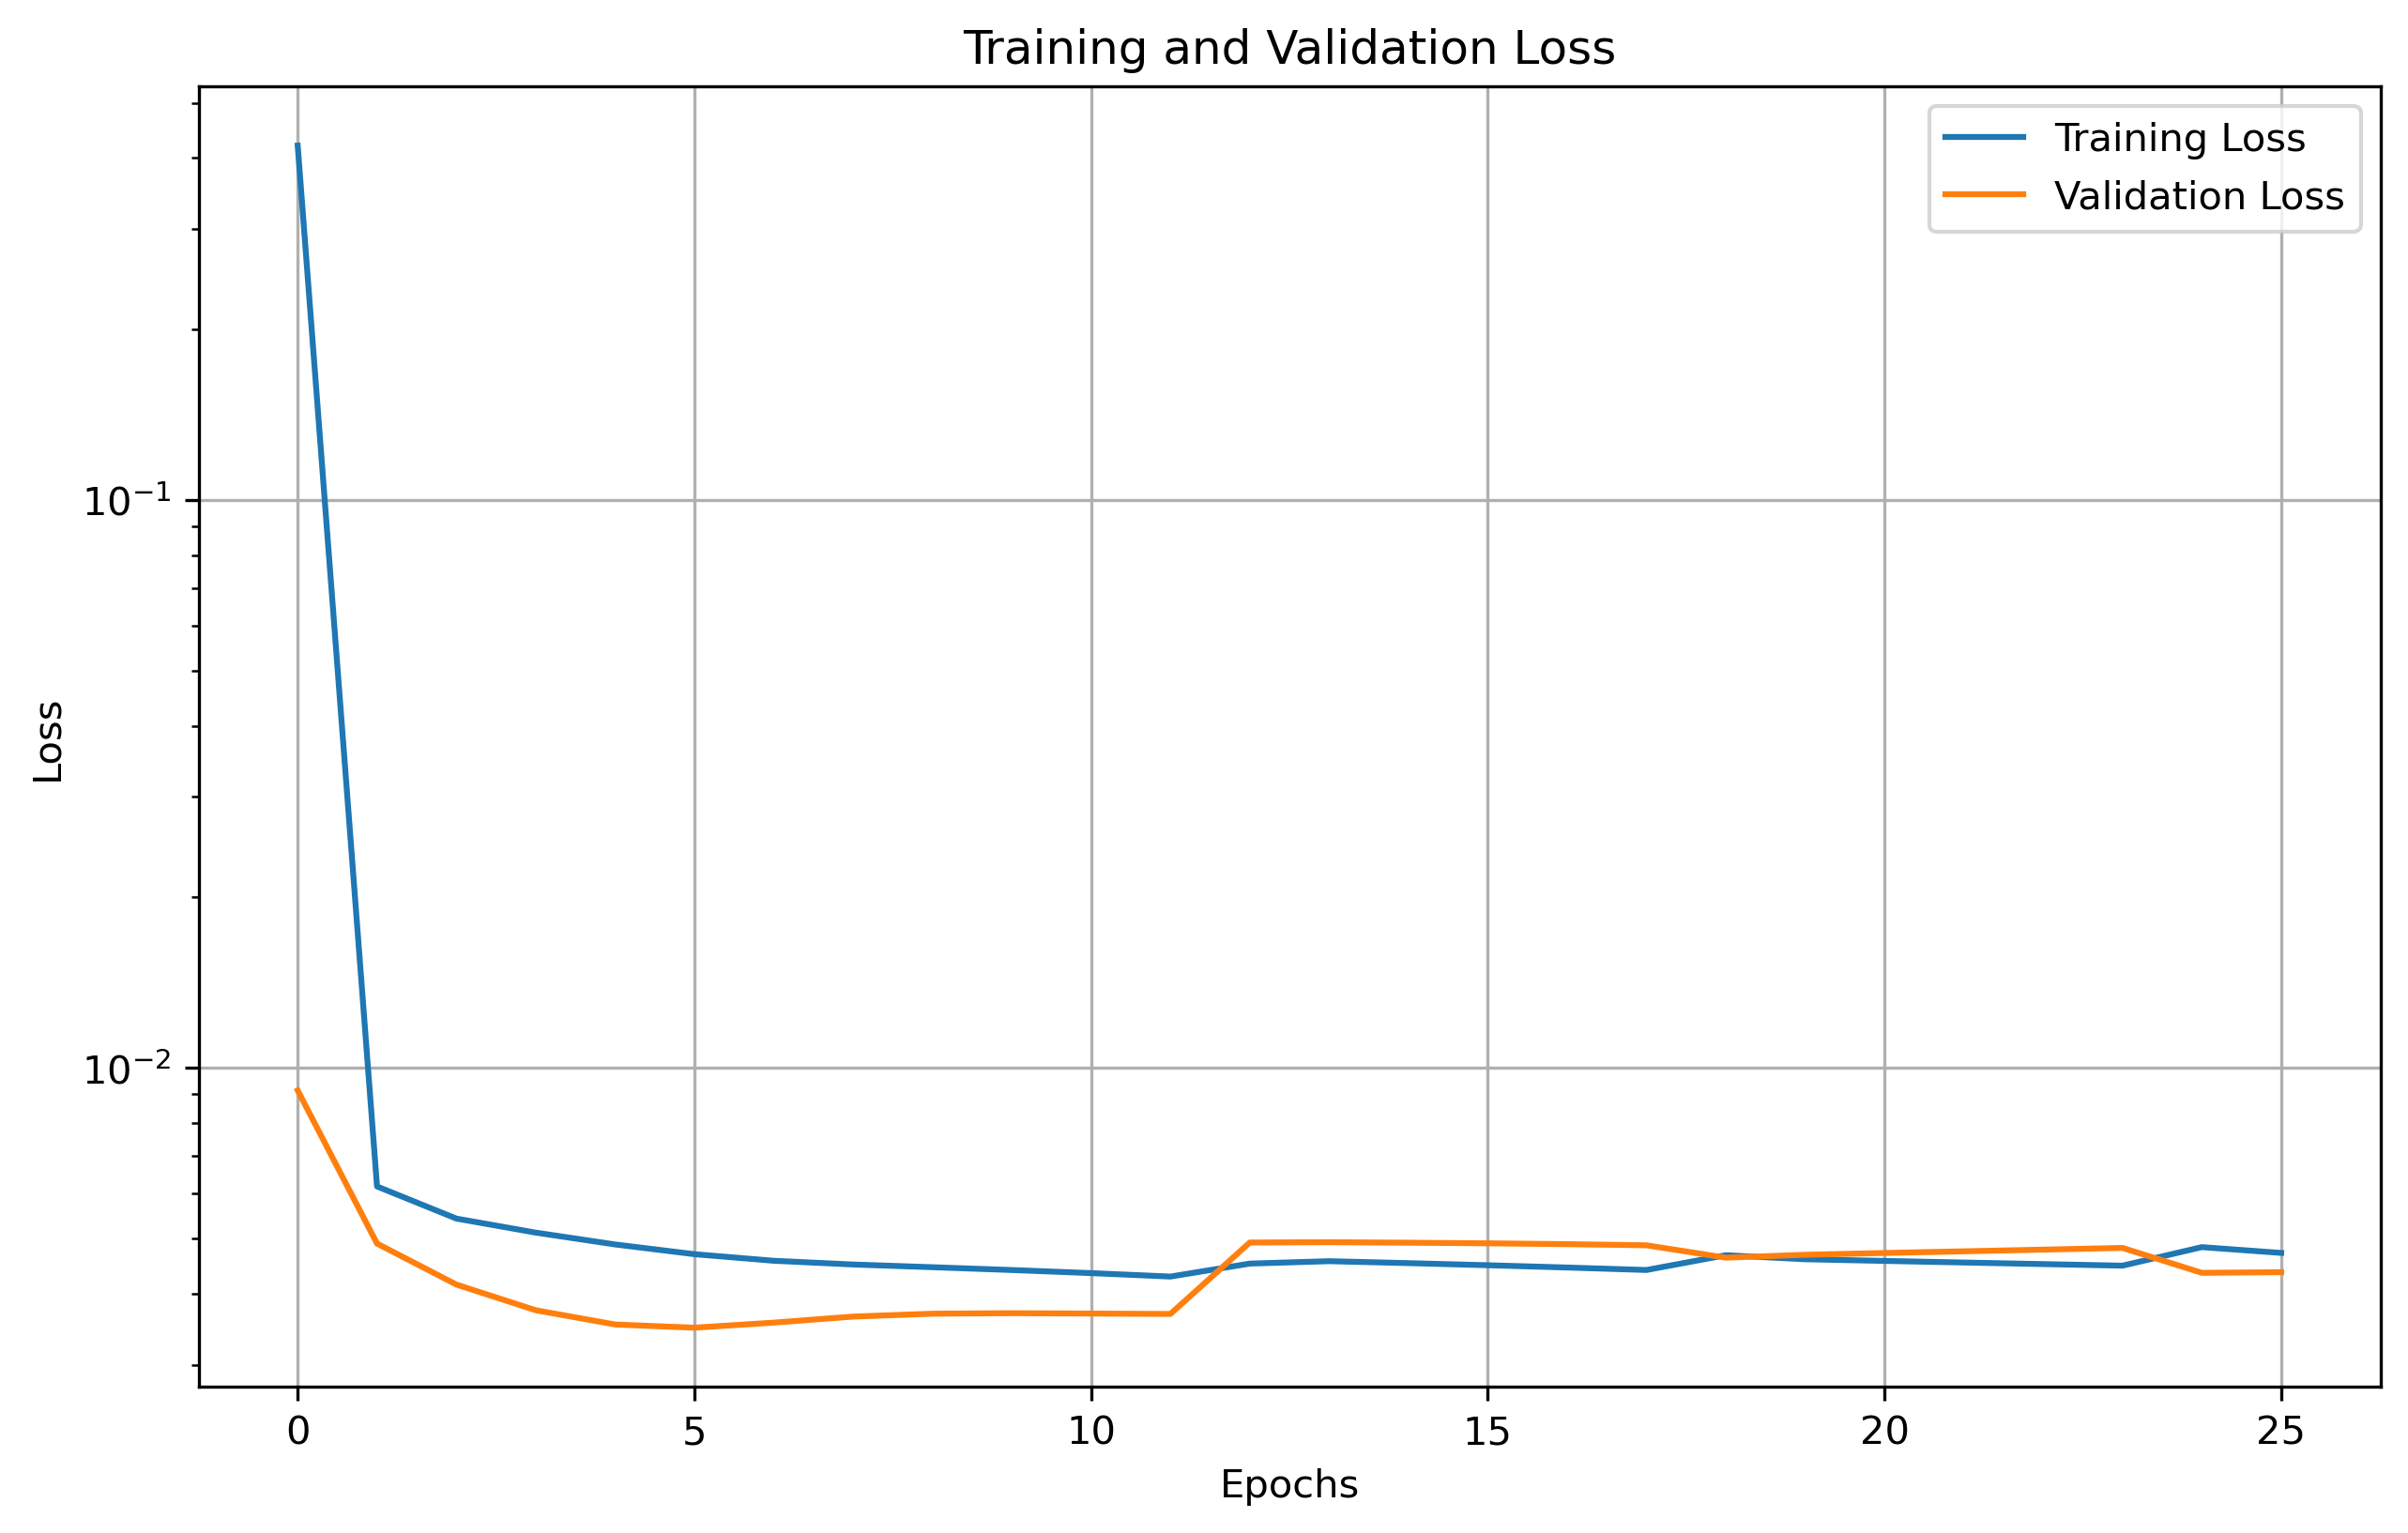 Training and Validation Loss
Training Loss
Validation Loss
10⁻¹
10⁻²
Loss
0 5 10 15 20 25
Epochs